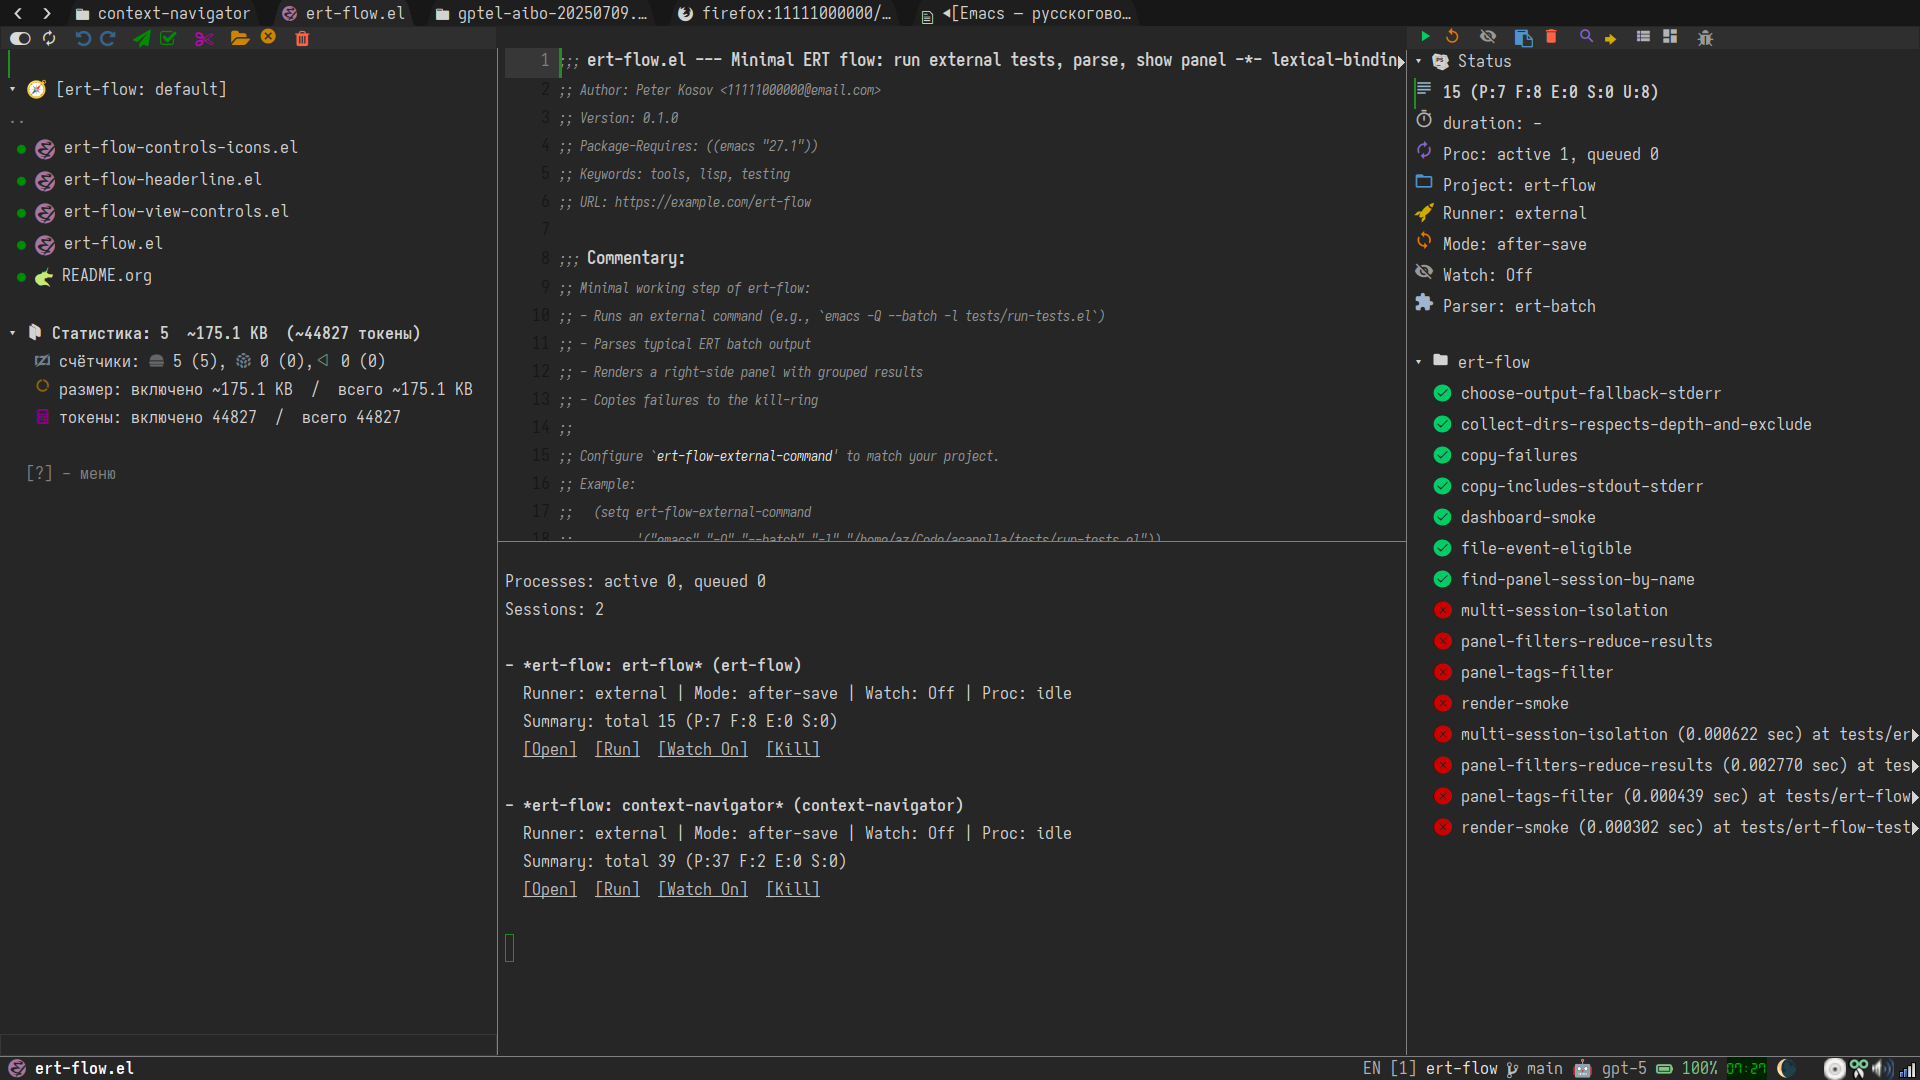 context-navigator
ert-flow.el
gptel-aibo-20250709.…
firefox:11111000000/…
◂[Emacs — русскогово…
[ert-flow: default]
..
ert-flow-controls-icons.el
ert-flow-headerline.el
ert-flow-view-controls.el
ert-flow.el
README.org
Статистика: 5  ~175.1 KB  (~44827 токены)
счётчики: 5 (5), 0 (0), 0 (0)
размер: включено ~175.1 KB  /  всего ~175.1 KB
токены: включено 44827  /  всего 44827
[?] - меню
1 ;;; ert-flow.el --- Minimal ERT flow: run external tests, parse, show panel -*- lexical-bindin
2 ;; Author: Peter Kosov <11111000000@email.com>
3 ;; Version: 0.1.0
4 ;; Package-Requires: ((emacs "27.1"))
5 ;; Keywords: tools, lisp, testing
6 ;; URL: https://example.com/ert-flow
7
8 ;;; Commentary:
9 ;; Minimal working step of ert-flow:
10 ;; - Runs an external command (e.g., `emacs -Q --batch -l tests/run-tests.el`)
11 ;; - Parses typical ERT batch output
12 ;; - Renders a right-side panel with grouped results
13 ;; - Copies failures to the kill-ring
14 ;;
15 ;; Configure `ert-flow-external-command' to match your project.
16 ;; Example:
17 ;;   (setq ert-flow-external-command
18 ;;         '("emacs" "-Q" "--batch" "-l" "/home/az/Code/acapella/tests/run-tests.el"))
Processes: active 0, queued 0
Sessions: 2
- *ert-flow: ert-flow* (ert-flow)
Runner: external | Mode: after-save | Watch: Off | Proc: idle
Summary: total 15 (P:7 F:8 E:0 S:0)
[Open]  [Run]  [Watch On]  [Kill]
- *ert-flow: context-navigator* (context-navigator)
Runner: external | Mode: after-save | Watch: Off | Proc: idle
Summary: total 39 (P:37 F:2 E:0 S:0)
[Open]  [Run]  [Watch On]  [Kill]
Status
15 (P:7 F:8 E:0 S:0 U:8)
duration: -
Proc: active 1, queued 0
Project: ert-flow
Runner: external
Mode: after-save
Watch: Off
Parser: ert-batch
ert-flow
choose-output-fallback-stderr
collect-dirs-respects-depth-and-exclude
copy-failures
copy-includes-stdout-stderr
dashboard-smoke
file-event-eligible
find-panel-session-by-name
multi-session-isolation
panel-filters-reduce-results
panel-tags-filter
render-smoke
multi-session-isolation (0.000622 sec) at tests/er
panel-filters-reduce-results (0.002770 sec) at tes
panel-tags-filter (0.000439 sec) at tests/ert-flow
render-smoke (0.000302 sec) at tests/ert-flow-test
ert-flow.el
EN [1] ert-flow main gpt-5 100% 07:27